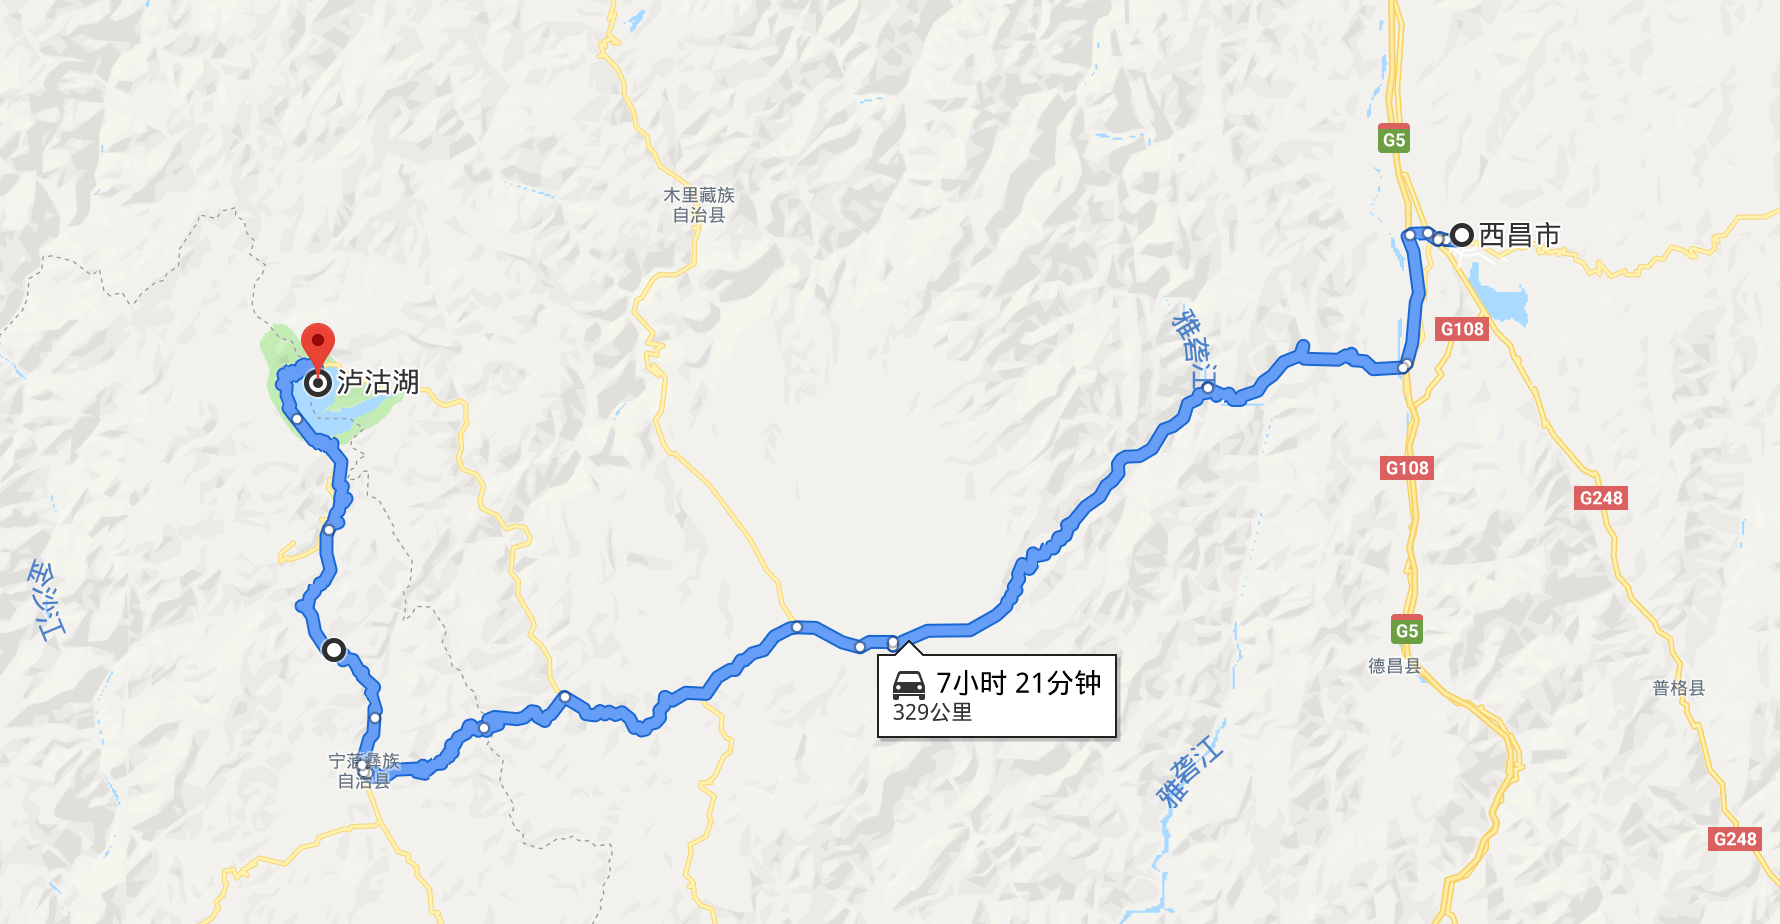 G5
木里藏族
自治县
西昌市
雅砻江
G108
泸沽湖
G108
G248
金沙江
G5
德昌县
7小时 21分钟
329公里
普格县
宁蒗彝族
自治县
雅砻江
G248